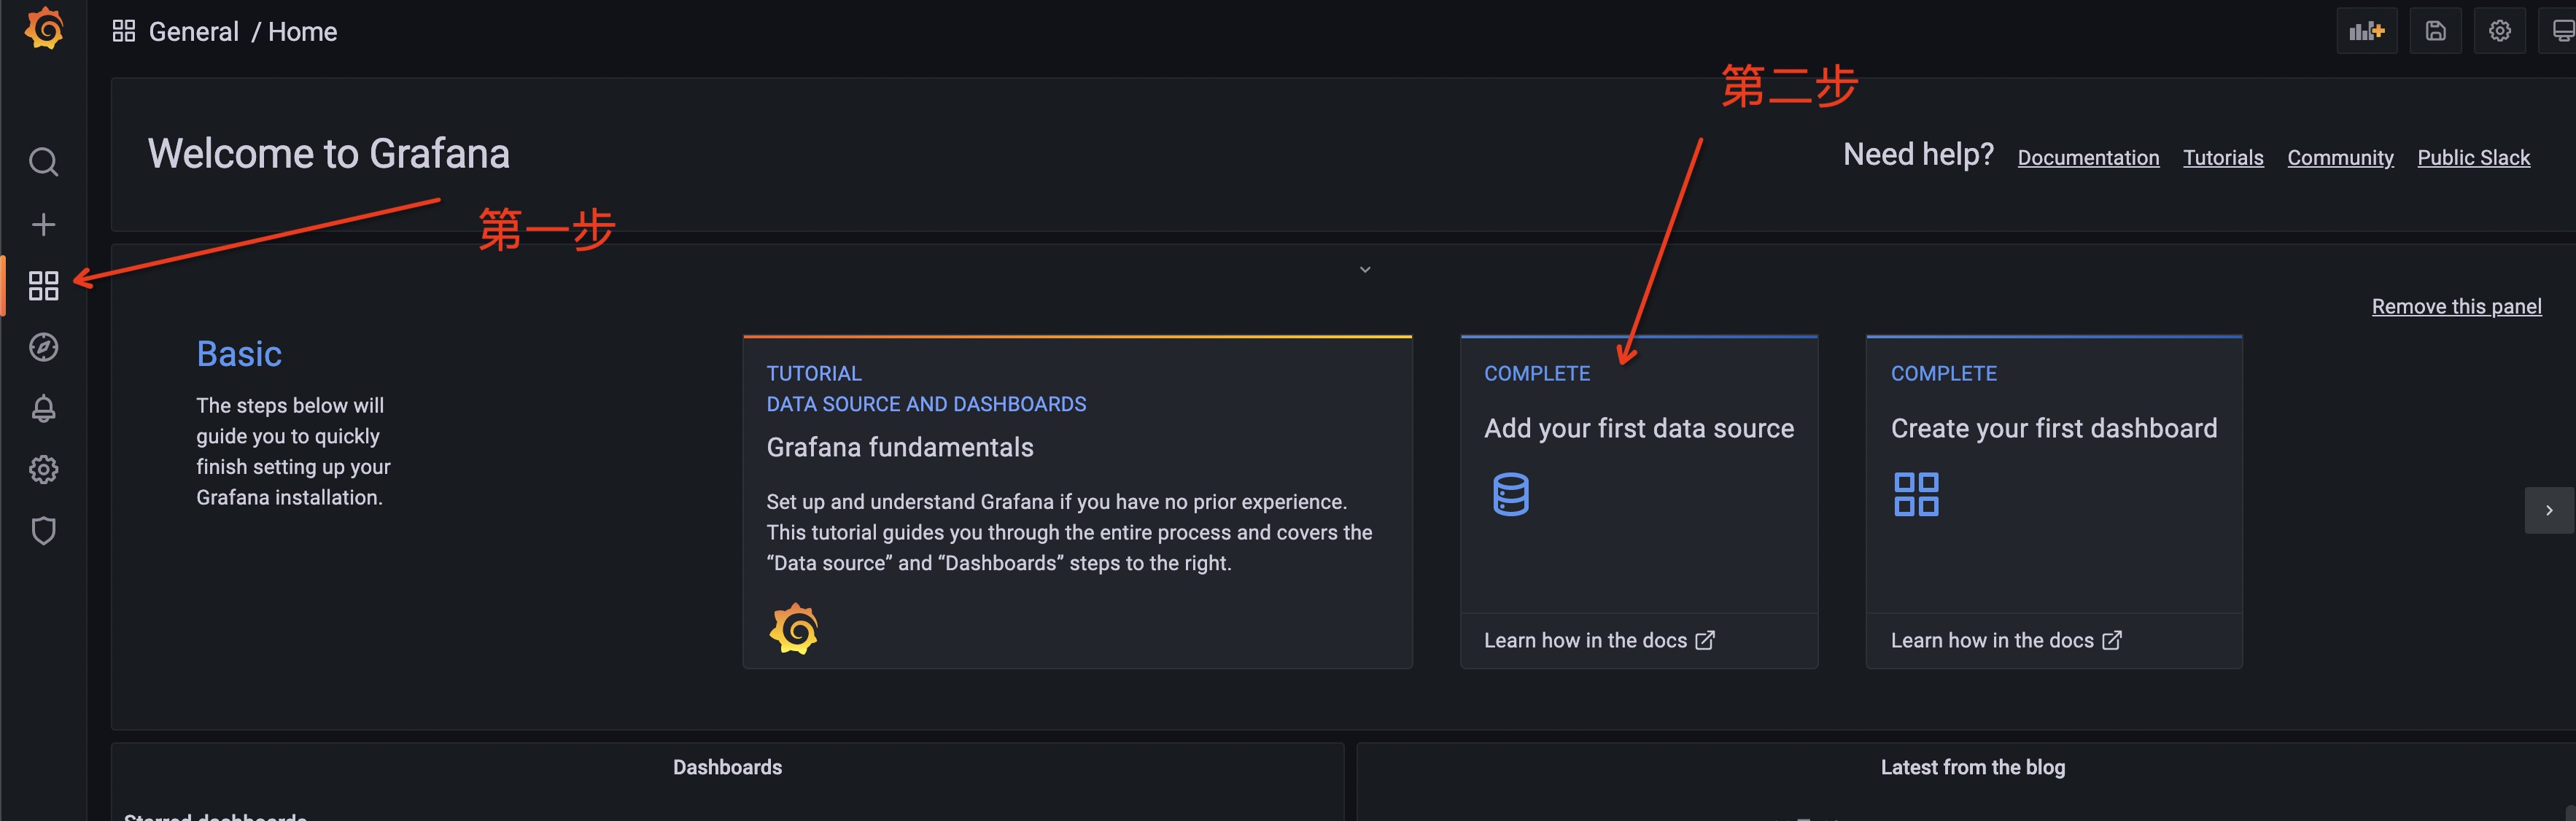 General / Home
第二步
Welcome to Grafana
Need help? Documentation Tutorials Community Public Slack
第一步
Remove this panel
Basic
The steps below will
guide you to quickly
finish setting up your
Grafana installation.
TUTORIAL
DATA SOURCE AND DASHBOARDS
Grafana fundamentals
Set up and understand Grafana if you have no prior experience.
This tutorial guides you through the entire process and covers the
“Data source” and “Dashboards” steps to the right.
COMPLETE
Add your first data source
Learn how in the docs
COMPLETE
Create your first dashboard
Learn how in the docs
Dashboards
Starred dashboards
Latest from the blog